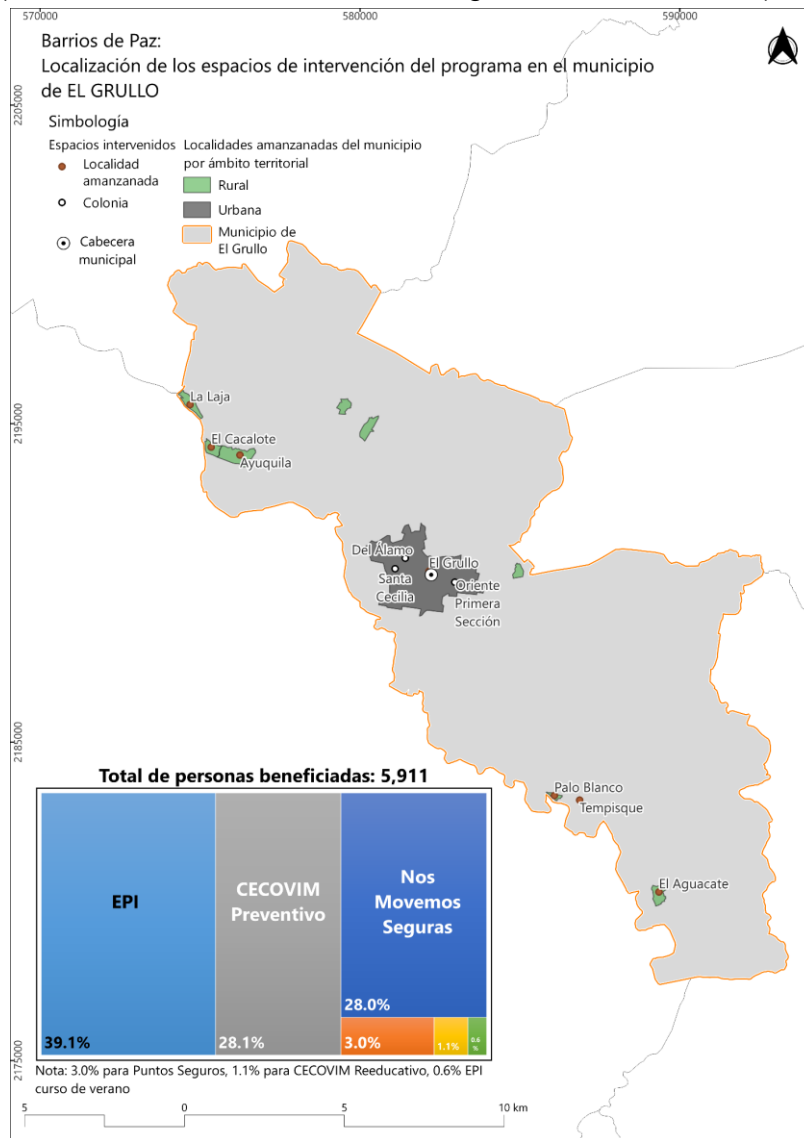 570000
580000
590000
Barrios de Paz:
Localización de los espacios de intervención del programa en el municipio
de EL GRULLO
2205000
Simbología
Espacios intervenidos
Localidad
amanzanada
Colonia
Cabecera
municipal
Localidades amanzanadas del municipio
por ámbito territorial
Rural
Urbana
Municipio de
El Grullo
La Laja
2195000
El Cacalote
Ayuquila
Del Álamo
El Grullo
Santa
Cecilia
Oriente
Primera
Sección
2185000
Palo Blanco
Tempisque
El Aguacate
Total de personas beneficiadas: 5,911
EPI
39.1%
CECOVIM
Preventivo
28.1%
Nos
Movemos
Seguras
28.0%
3.0%
1.1%
0.6
%
2175000
Nota: 3.0% para Puntos Seguros, 1.1% para CECOVIM Reeducativo, 0.6% EPI
curso de verano
5
0
5
10 km